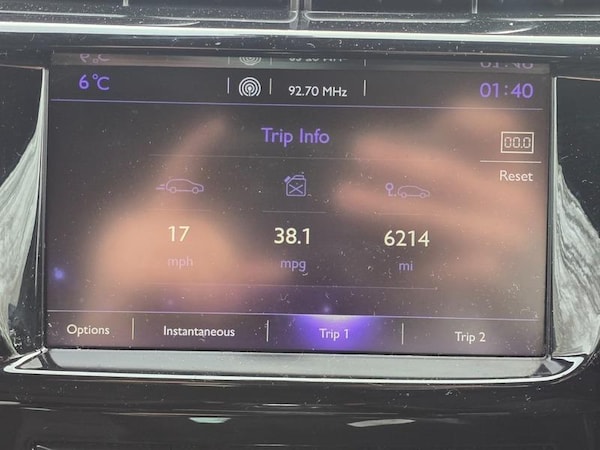 6°C 92.70 MHz 01:40
Trip Info
00.0
Reset
17 38.1 6214
mph mpg mi
Options Instantaneous Trip 1 Trip 2